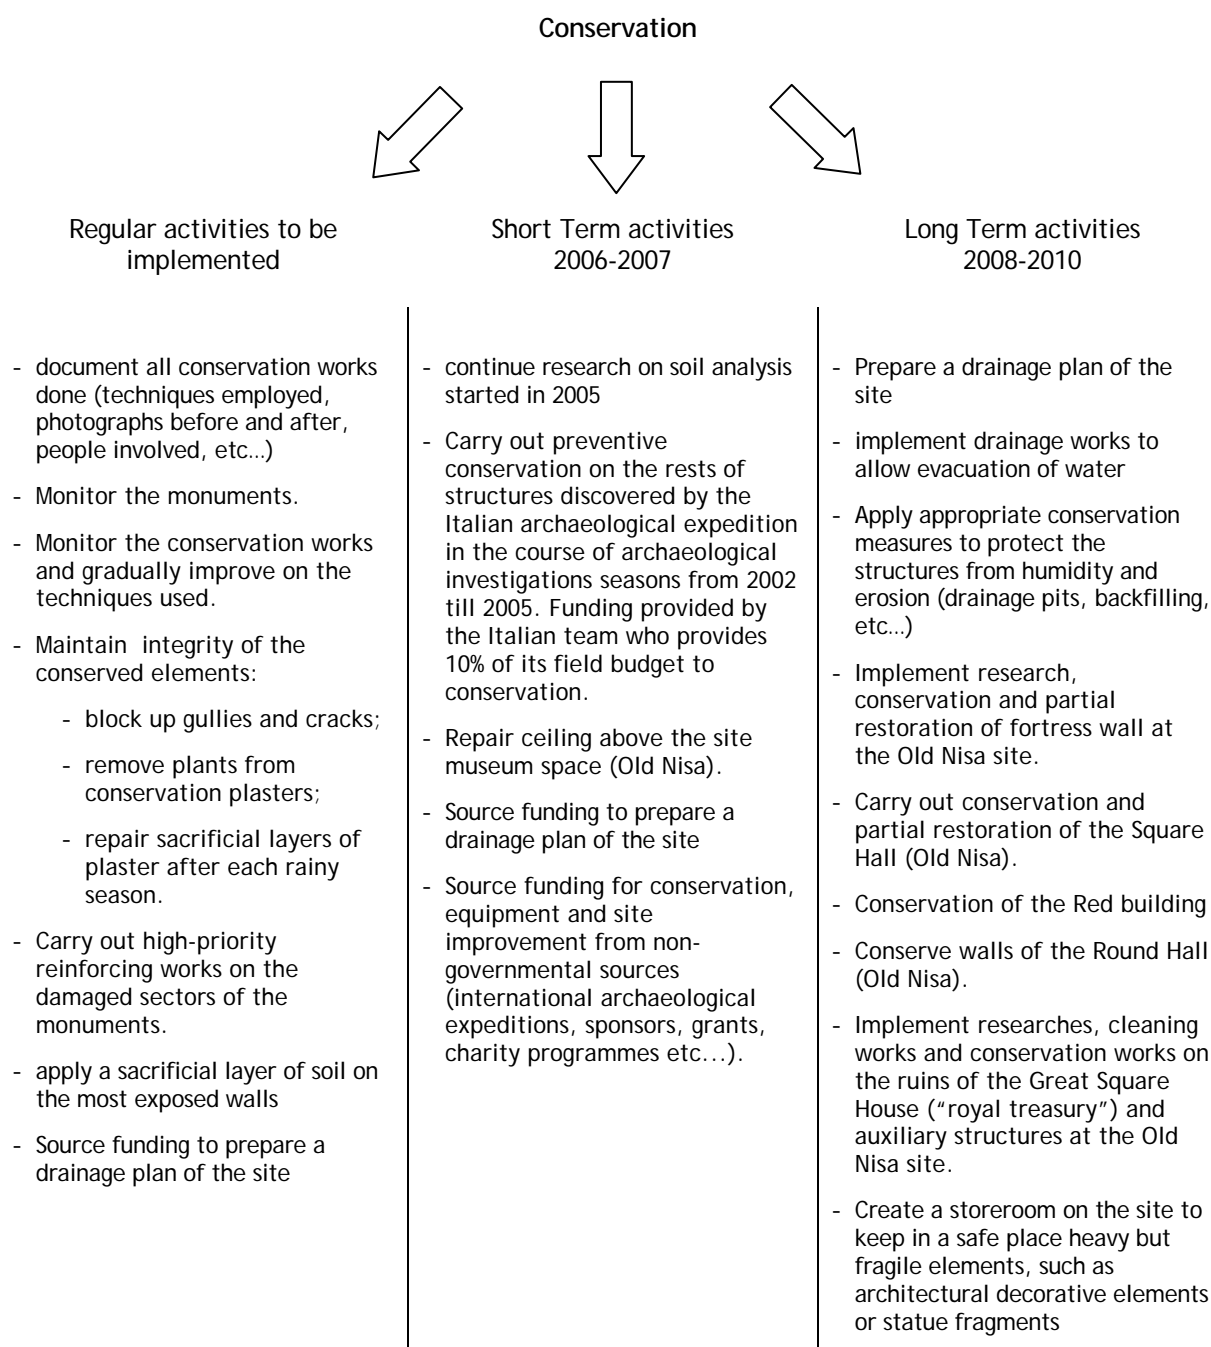 Conservation
Regular activities to be
implemented
- document all conservation works
done (techniques employed,
photographs before and after,
people involved, etc...)
- Monitor the monuments.
- Monitor the conservation works
and gradually improve on the
techniques used.
- Maintain integrity of the
conserved elements:
- block up gullies and cracks;
- remove plants from
conservation plasters;
- repair sacrificial layers of
plaster after each rainy
season.
- Carry out high-priority
reinforcing works on the
damaged sectors of the
monuments.
- apply a sacrificial layer of soil on
the most exposed walls
- Source funding to prepare a
drainage plan of the site
Short Term activities
2006-2007
- continue research on soil analysis
started in 2005
- Carry out preventive
conservation on the rests of
structures discovered by the
Italian archaeological expedition
in the course of archaeological
investigations seasons from 2002
till 2005. Funding provided by
the Italian team who provides
10% of its field budget to
conservation.
- Repair ceiling above the site
museum space (Old Nisa).
- Source funding to prepare a
drainage plan of the site
- Source funding for conservation,
equipment and site
improvement from non-
governmental sources
(international archaeological
expeditions, sponsors, grants,
charity programmes etc...).
Long Term activities
2008-2010
- Prepare a drainage plan of the
site
- implement drainage works to
allow evacuation of water
- Apply appropriate conservation
measures to protect the
structures from humidity and
erosion (drainage pits, backfilling,
etc...)
- Implement research,
conservation and partial
restoration of fortress wall at
the Old Nisa site.
- Carry out conservation and
partial restoration of the Square
Hall (Old Nisa).
- Conservation of the Red building
- Conserve walls of the Round Hall
(Old Nisa).
- Implement researches, cleaning
works and conservation works on
the ruins of the Great Square
House (“royal treasury”) and
auxiliary structures at the Old
Nisa site.
- Create a storeroom on the site to
keep in a safe place heavy but
fragile elements, such as
architectural decorative elements
or statue fragments